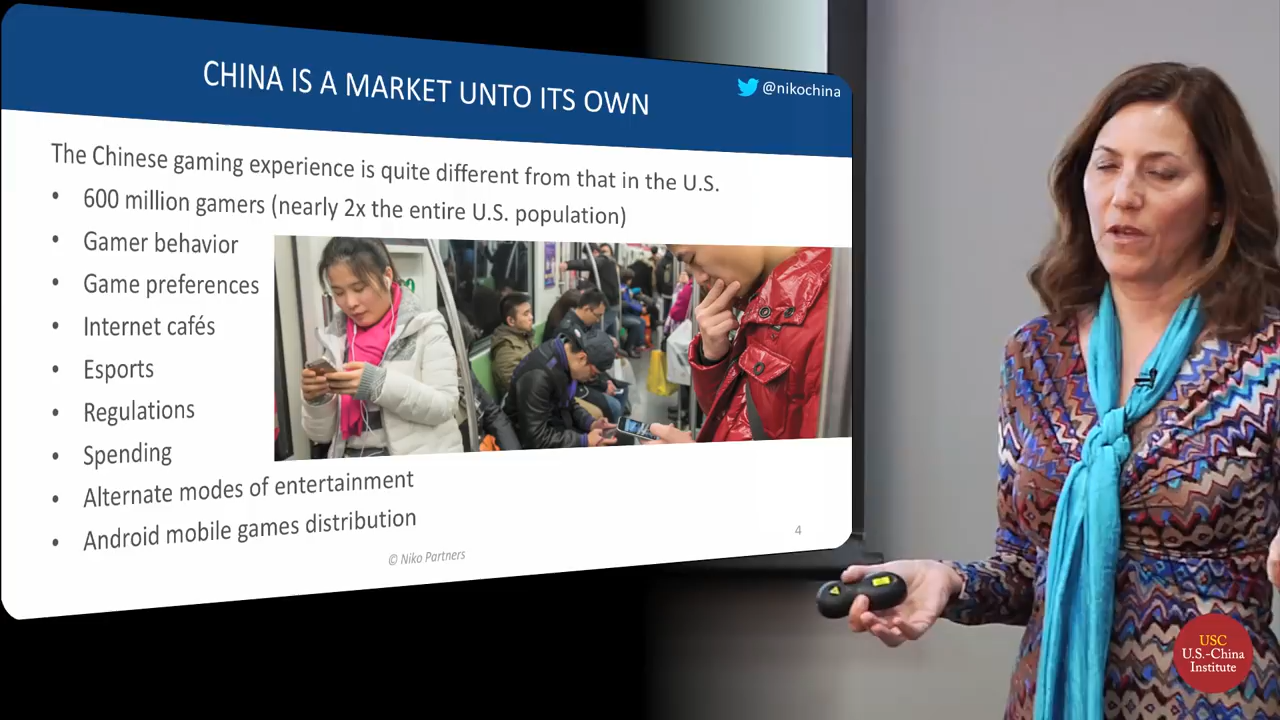 CHINA IS A MARKET UNTO ITS OWN
@nikochina
The Chinese gaming experience is quite different from that in the U.S.
• 600 million gamers (nearly 2x the entire U.S. population)
• Gamer behavior
• Game preferences
• Internet cafés
• Esports
• Regulations
• Spending
• Alternate modes of entertainment
• Android mobile games distribution
© Niko Partners
4
USC
U.S.-China
Institute